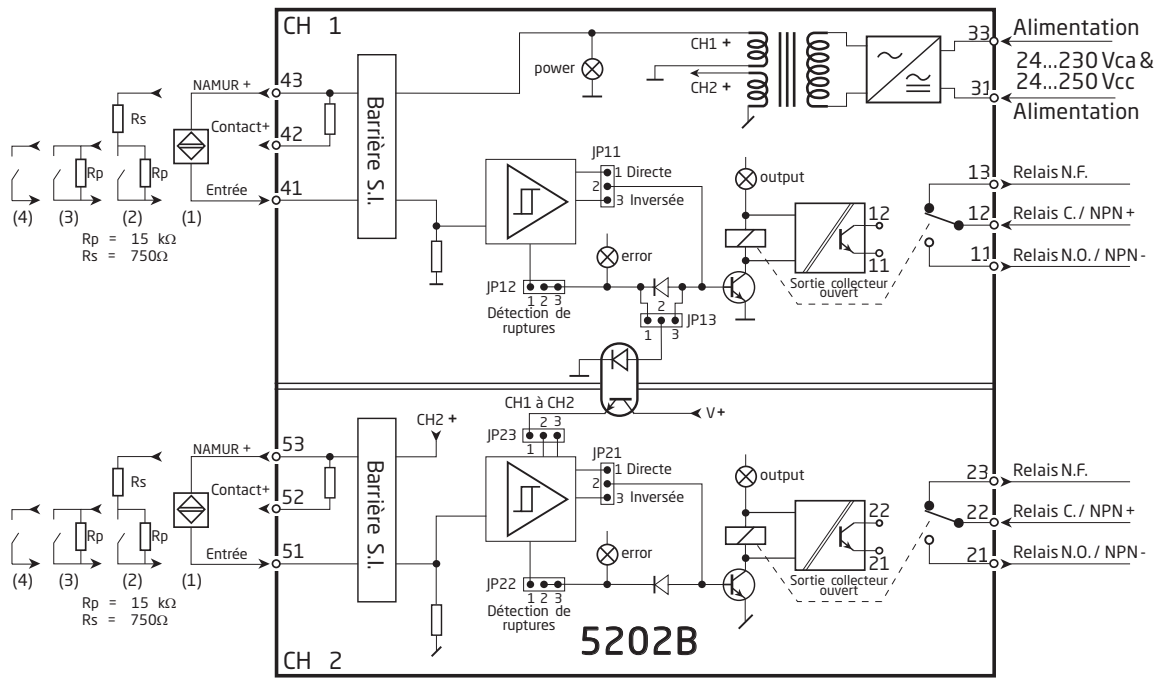 CH 1
33
Alimentation
24...230 Vca &
24...250 Vcc
31
Alimentation
CH1 +
CH2 +
power
Barrière S.I.
NAMUR +
43
Contact+
42
Entrée
41
Rs
Rp
Rp
(4)
(3)
(2)
(1)
Rp = 15 kΩ
Rs = 750Ω
JP11
1 Directe
2
3 Inversée
output
error
JP12
1 2 3
Détection de
ruptures
2
JP13
1
3
12
11
Sortie collecteur
ouvert
13
Relais N.F.
12
Relais C./ NPN +
11
Relais N.O./ NPN -
CH1 à CH2
V+
CH2 +
JP23
2 3
1
Barrière S.I.
NAMUR +
53
Contact+
52
Entrée
51
Rs
Rp
Rp
(4)
(3)
(2)
(1)
Rp = 15 kΩ
Rs = 750Ω
JP21
1 Directe
2
3 Inversée
output
error
JP22
1 2 3
Détection de
ruptures
22
21
Sortie collecteur
ouvert
23
Relais N.F.
22
Relais C./ NPN +
21
Relais N.O./ NPN -
5202B
CH 2